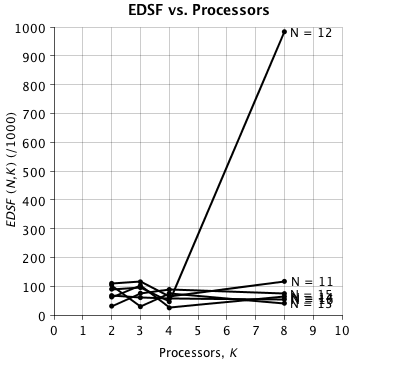 EDSF vs. Processors
1000
900
800
700
600
500
400
300
200
100
0
0 1 2 3 4 5 6 7 8 9 10
EDSF (N,K) (/1000)
Processors, K
N = 12
N = 11
N = 15
N = 13